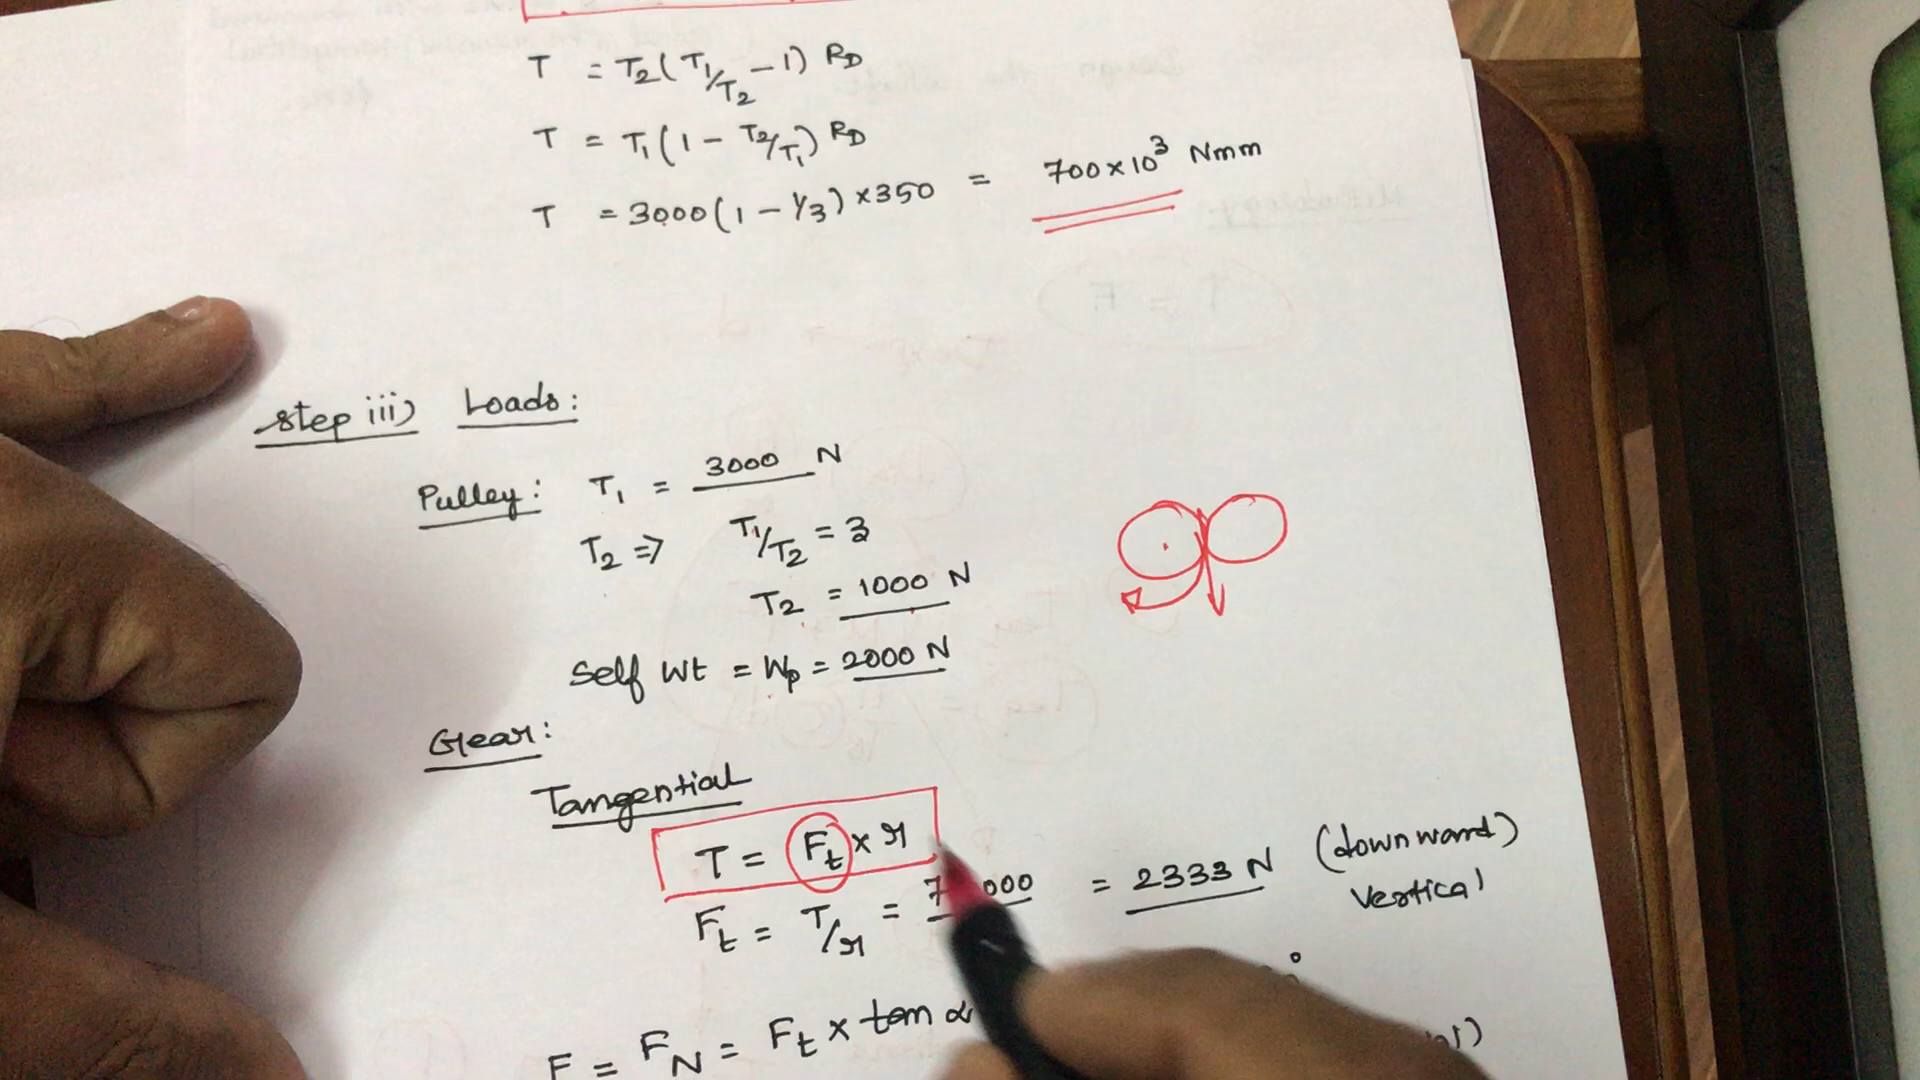 T = T₂(T₁/T₂ - 1) RD
T = T₁(1 - T₂/T₁) RD
T = 3000(1 - 1/3) × 350 = 700×10³ Nmm
Step iii) Loads:
Pulley: T₁ = 3000 N
T₂ => T₁/T₂ = 3
T₂ = 1000 N
Self Wt = Wp = 2000 N
Gear:
Tangential
T = Ft × r
Ft = T/r = = 2333 N (downward)
Vertical
F = FN = Ft × tan α